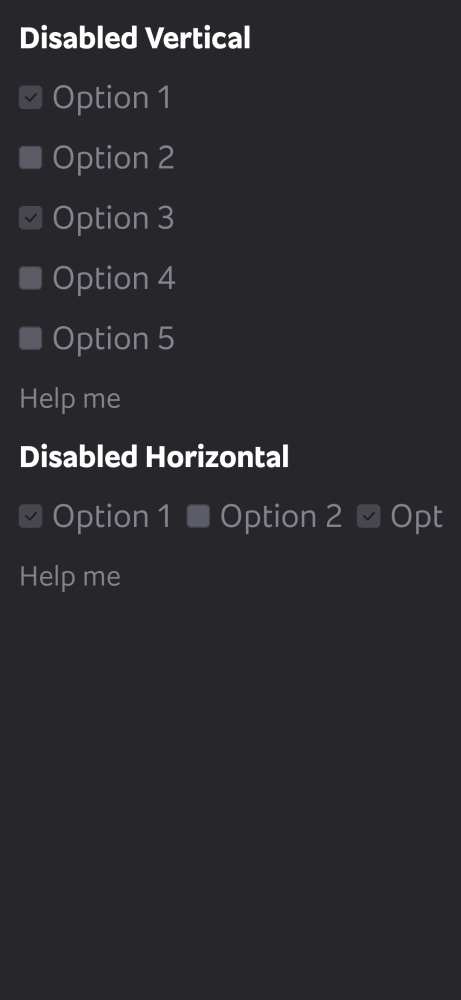 Disabled Vertical
Option 1
Option 2
Option 3
Option 4
Option 5
Help me
Disabled Horizontal
Option 1 Option 2 Opt
Help me